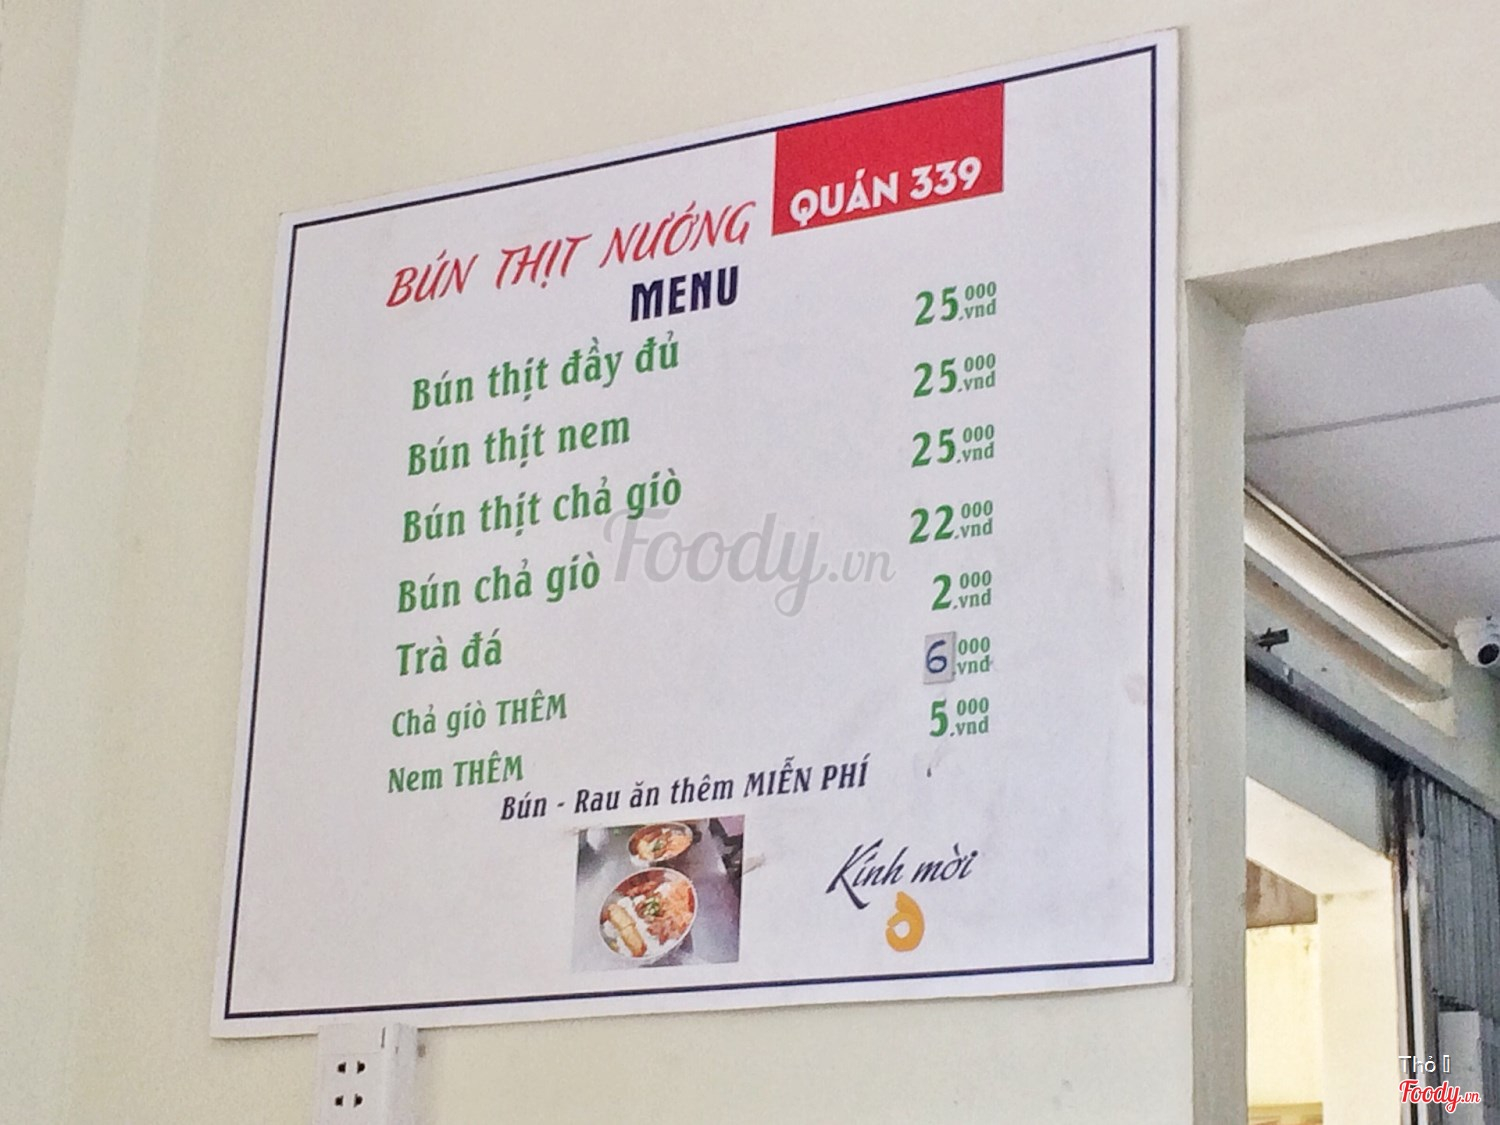 QUÁN 339
BÚN THỊT NƯỚNG
MENU
Bún thịt đầy đủ 25.000 vnd
Bún thịt nem 25.000 vnd
Bún thịt chả giò 25.000 vnd
Bún chả giò 22.000 vnd
Trà đá 2.000 vnd
Chả giò THÊM 6.000 vnd
Nem THÊM 5.000 vnd
Bún - Rau ăn thêm MIỄN PHÍ
Kính mời
Foody.vn
Thỏ
Foody.vn